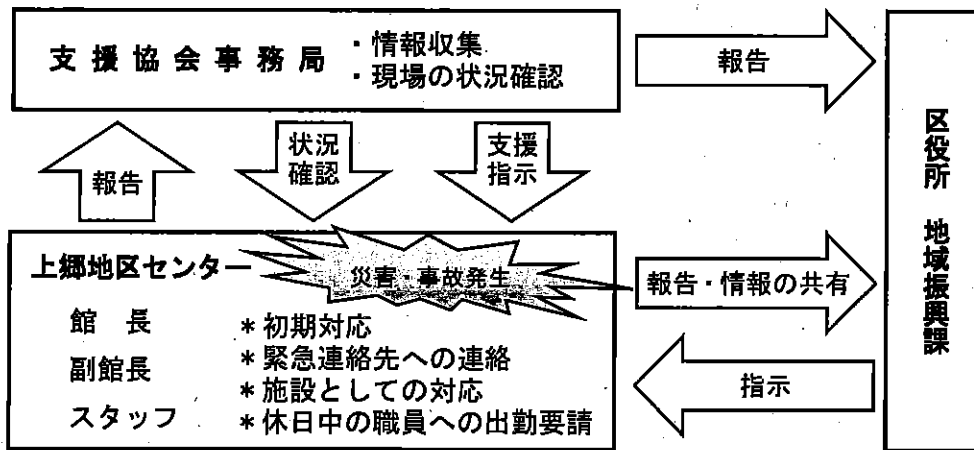 支援協会事務局
・情報収集
・現場の状況確認
報告
区役所 地域振興課
報告
状況
確認
支援
指示
上郷地区センター
災害・事故発生
館 長
副館長
スタッフ
＊初期対応
＊緊急連絡先への連絡
＊施設としての対応
＊休日中の職員への出勤要請
報告・情報の共有
指示